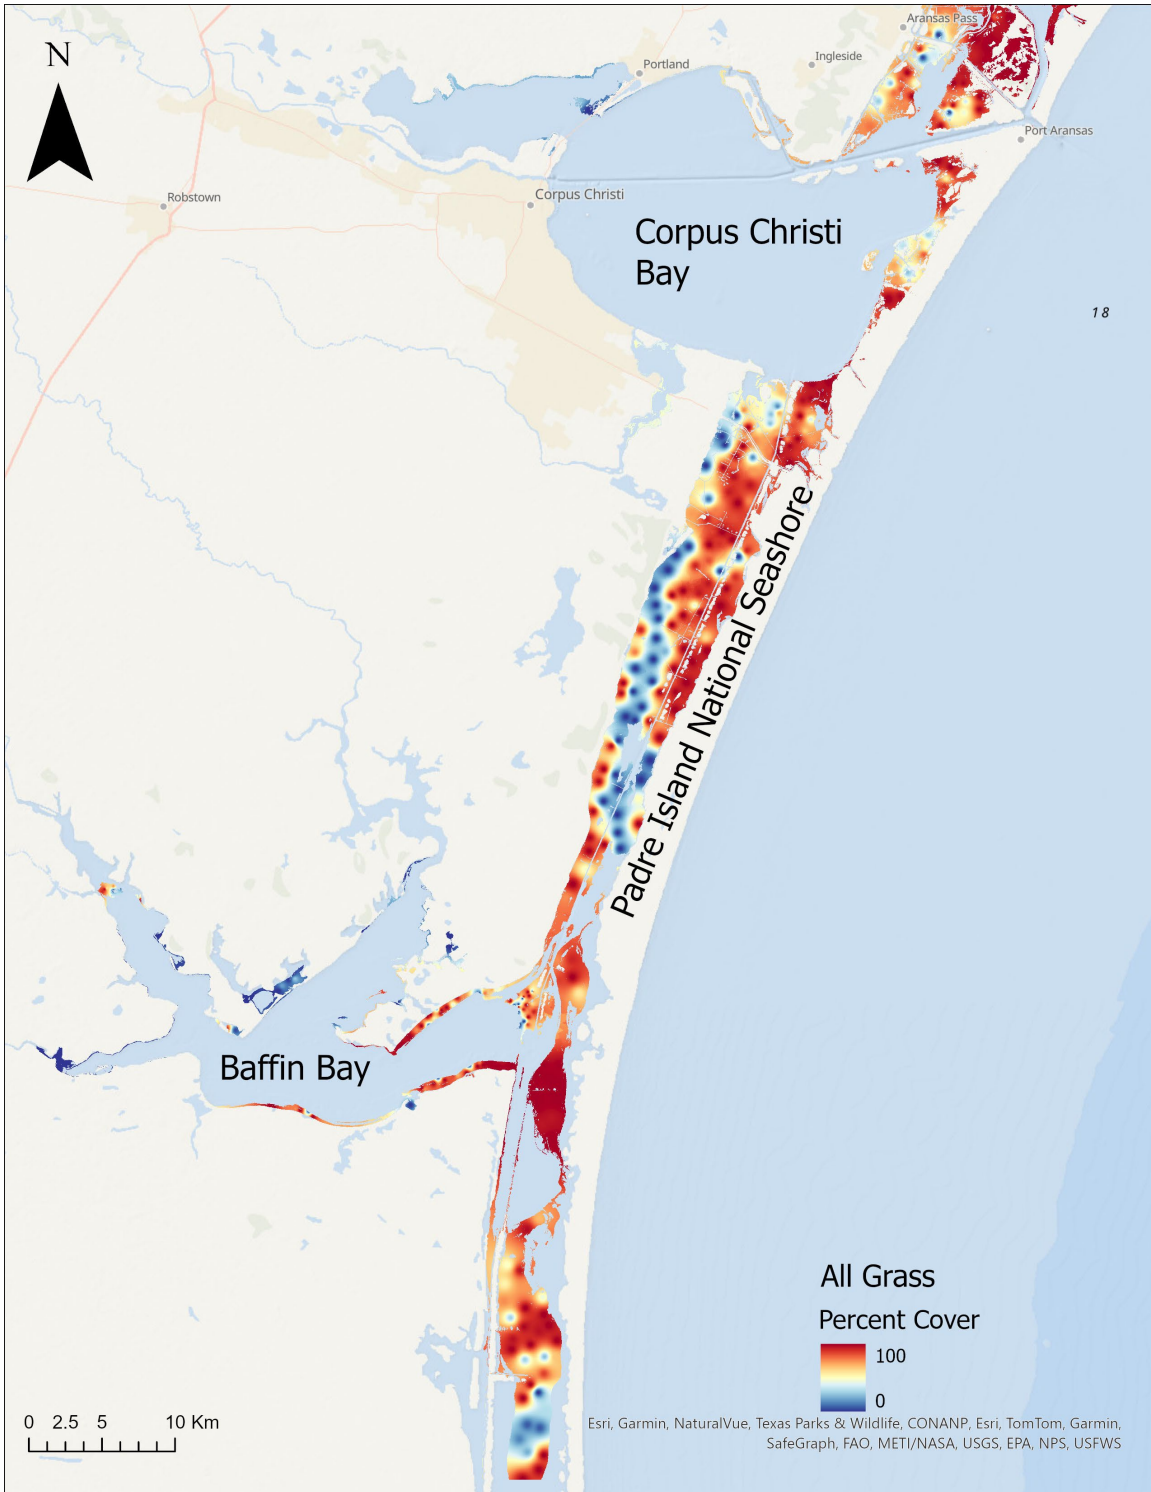 N
Aransas Pass
Ingleside
Portland
Port Aransas
Robstown
Corpus Christi
Corpus Christi
Bay
18
Padre Island National Seashore
Baffin Bay
All Grass
Percent Cover
100
0
0 2.5 5 10 Km
Esri, Garmin, NaturalVue, Texas Parks & Wildlife, CONANP, Esri, TomTom, Garmin,
SafeGraph, FAO, METI/NASA, USGS, EPA, NPS, USFWS